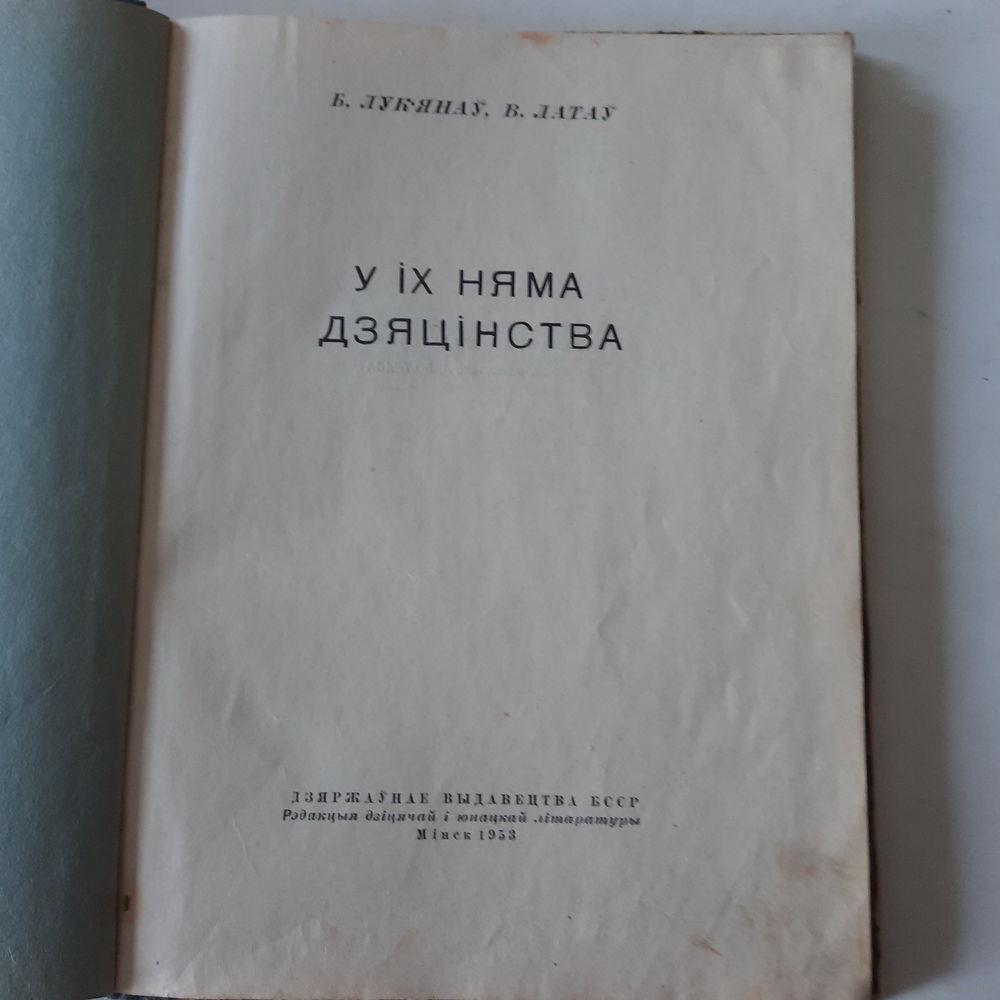 Б. ЛУК'ЯНАЎ, В. ЛАТАЎ
У ІХ НЯМА
ДЗЯЦІНСТВА
ДЗЯРЖАЎНАЕ ВЫДАВЕЦТВА БССР
Рэдакцыя дзіцячай і юнацкай літаратуры
Мінск 1953